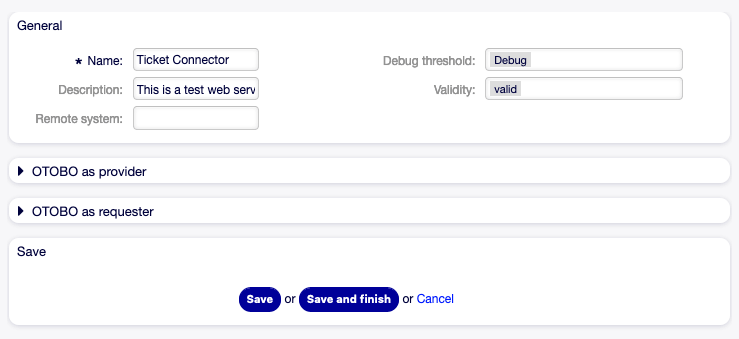 General
★ Name: Ticket Connector Debug threshold: Debug
Description: This is a test web serv Validity: valid
Remote system:
OTOBO as provider
OTOBO as requester
Save
Save or Save and finish or Cancel